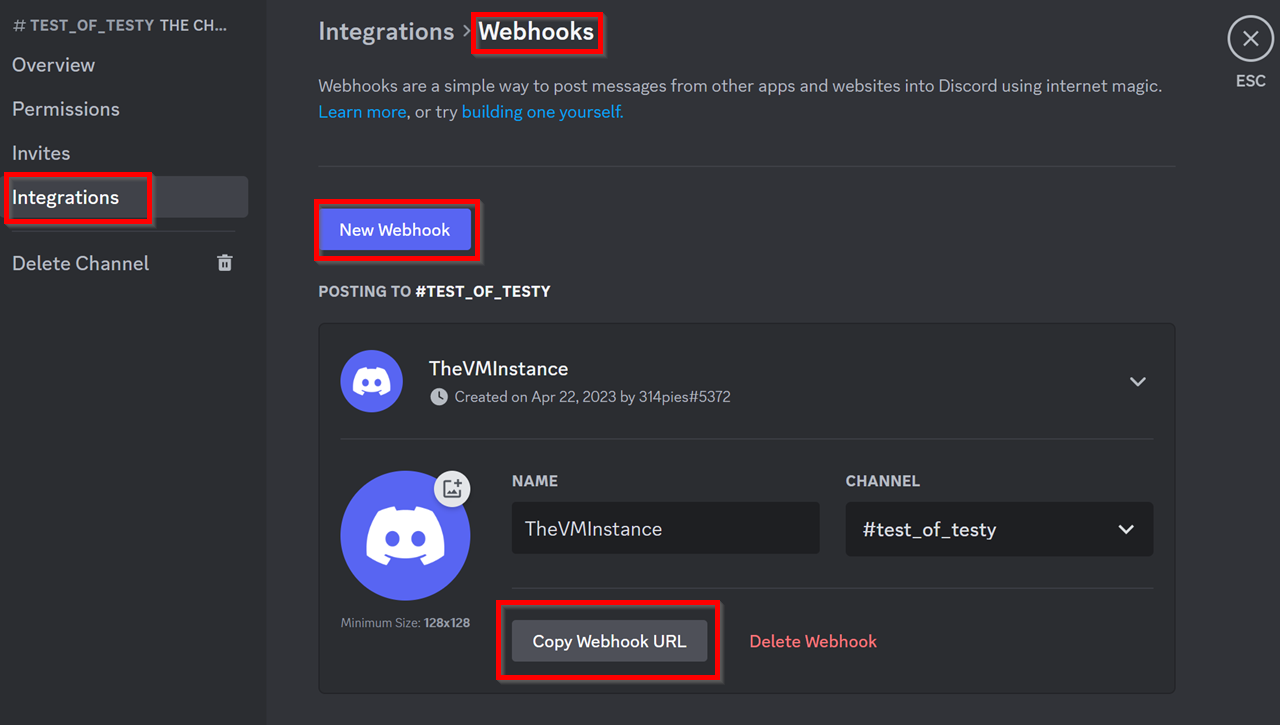 # TEST_OF_TESTY THE CH...
Overview
Permissions
Invites
Integrations
Delete Channel
Integrations > Webhooks
ESC
Webhooks are a simple way to post messages from other apps and websites into Discord using internet magic.
Learn more, or try building one yourself.
New Webhook
POSTING TO #TEST_OF_TESTY
TheVMInstance
Created on Apr 22, 2023 by 314pies#5372
NAME
CHANNEL
TheVMInstance
#test_of_testy
Minimum Size: 128x128
Copy Webhook URL
Delete Webhook